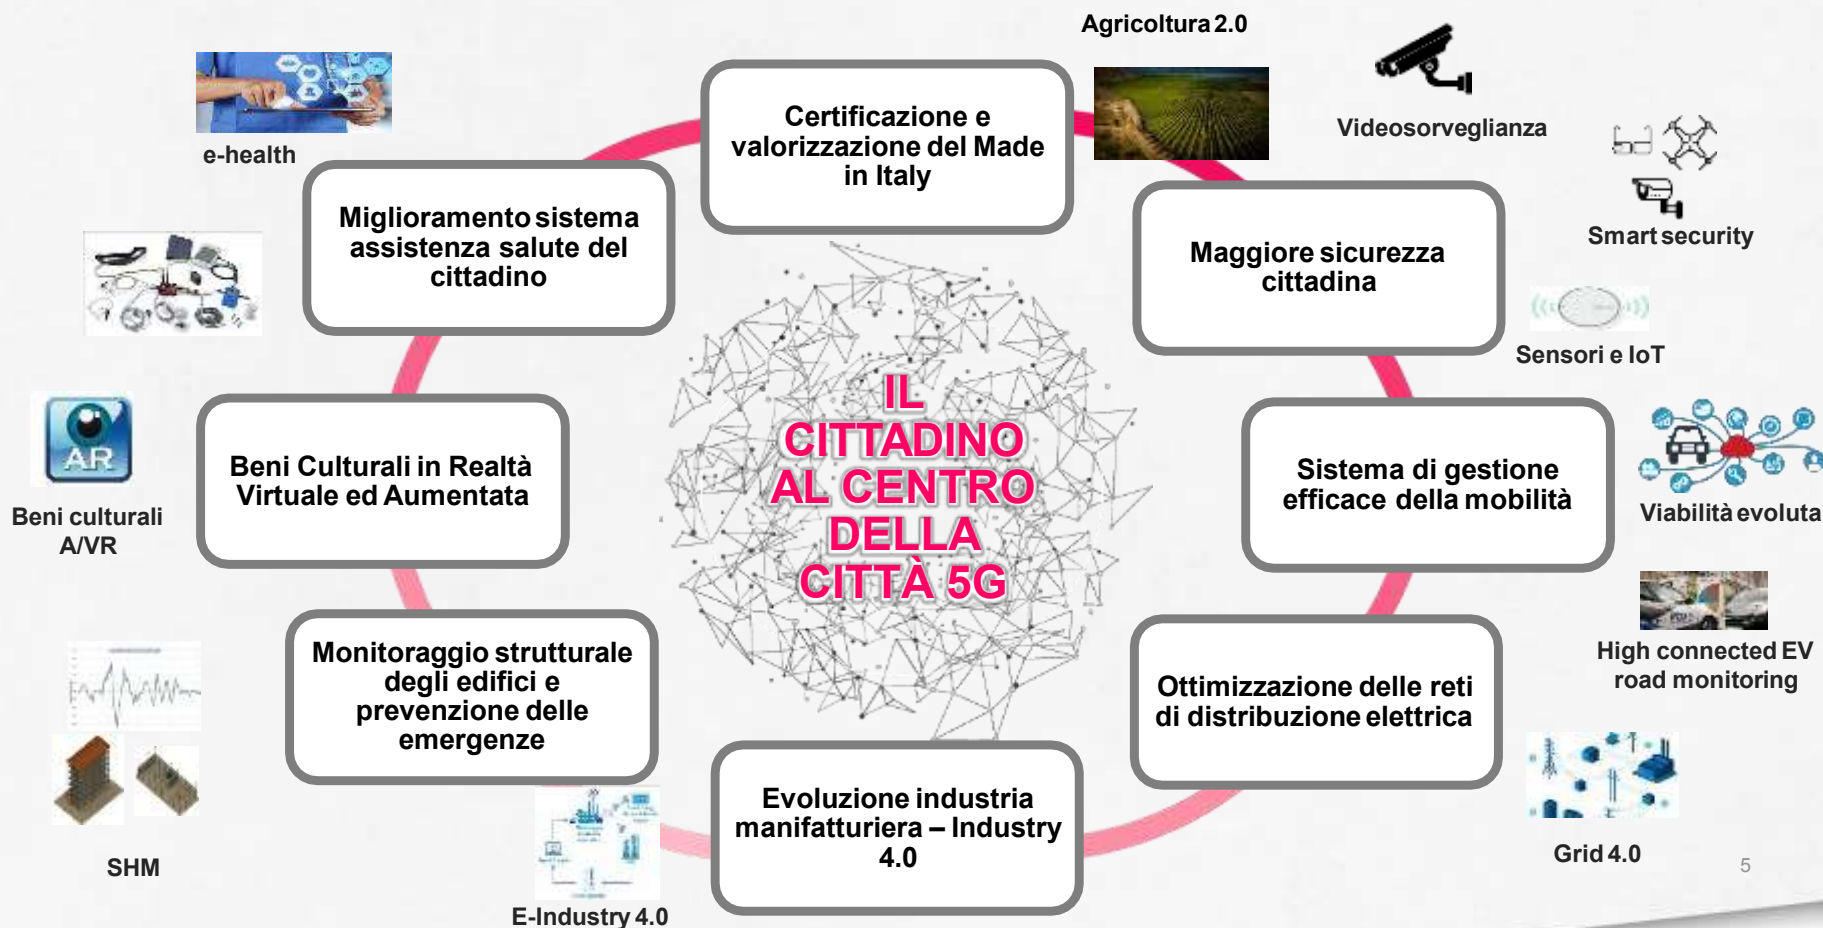 Agricoltura 2.0
Certificazione e
valorizzazione del Made
in Italy
Videosorveglianza
e-health
Smart security
Miglioramento sistema
assistenza salute del
cittadino
Maggiore sicurezza
cittadina
Sensori e IoT
AR
Beni culturali
A/VR
Beni Culturali in Realtà
Virtuale ed Aumentata
IL
CITTADINO
AL CENTRO
DELLA
CITTÀ 5G
Sistema di gestione
efficace della mobilità
Viabilità evoluta
High connected EV
road monitoring
Monitoraggio strutturale
degli edifici e
prevenzione delle
emergenze
Ottimizzazione delle reti
di distribuzione elettrica
SHM
E-Industry 4.0
Evoluzione industria
manifatturiera – Industry
4.0
Grid 4.0
5